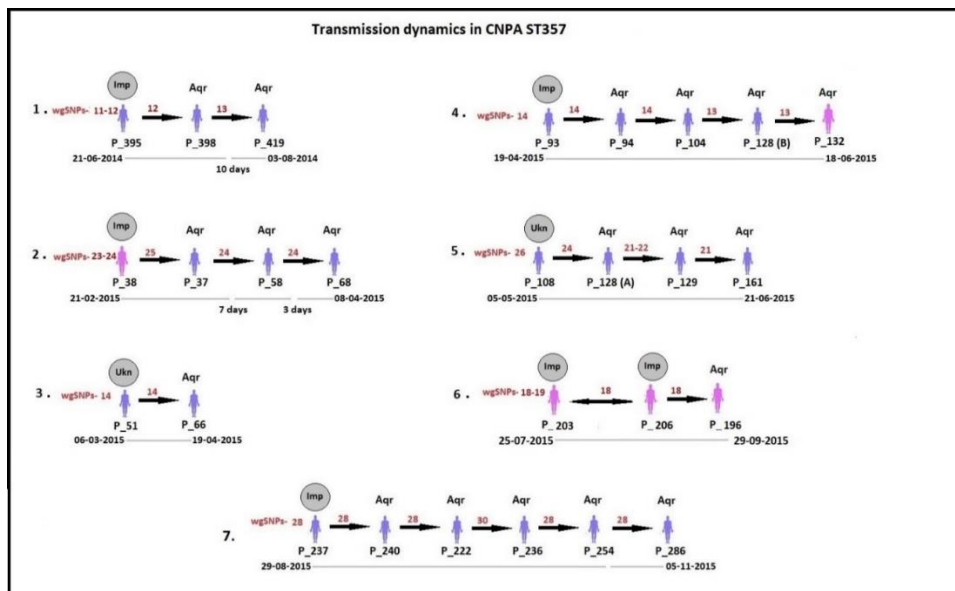 Transmission dynamics in CNPA ST357
Imp Aqr Aqr
1. wgSNPs- 11-12 12 13
P_395 P_398 P_419
21-06-2014 03-08-2014
10 days
Imp Aqr Aqr Aqr
2. wgSNPs- 23-24 25 24 24
P_38 P_37 P_58 P_68
21-02-2015 08-04-2015
7 days 3 days
Ukn Aqr
3. wgSNPs- 14 14
P_51 P_66
06-03-2015 19-04-2015
Imp Aqr Aqr Aqr Aqr
4. wgSNPs- 14 14 14 13 13
P_93 P_94 P_104 P_128 (B) P_132
19-04-2015 18-06-2015
Ukn Aqr Aqr Aqr
5. wgSNPs- 26 24 21-22 21
P_108 P_128 (A) P_129 P_161
05-05-2015 21-06-2015
Imp Imp Aqr
6. wgSNPs- 18-19 18 18
P_203 P_206 P_196
25-07-2015 29-09-2015
Imp Aqr Aqr Aqr Aqr Aqr
7. wgSNPs- 28 28 28 30 28 28
P_237 P_240 P_222 P_236 P_254 P_286
29-08-2015 05-11-2015